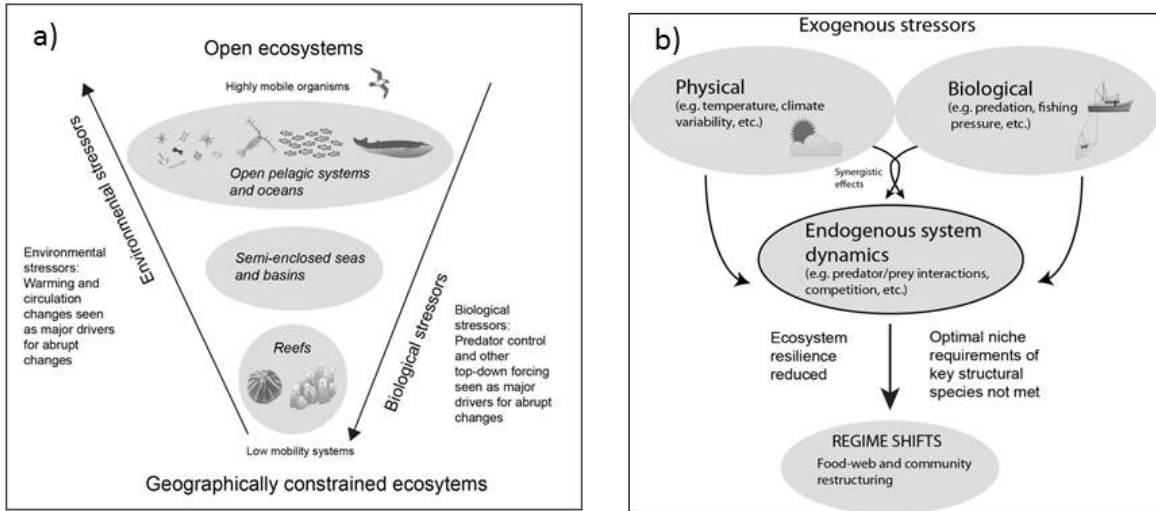 a)
Open ecosystems
Highly mobile organisms
Open pelagic systems
and oceans
Environmental stressors
Environmental
stressors:
Warming and
circulation
changes seen
as major drivers
for abrupt
changes
Semi-enclosed seas
and basins
Biological stressors
Biological
stressors:
Predator control
and other
top-down forcing
seen as major
drivers for abrupt
changes
Reefs
Low mobility systems
Geographically constrained ecosytems
b)
Exogenous stressors
Physical
(e.g. temperature, climate
variability, etc.)
Biological
(e.g. predation, fishing
pressure, etc.)
Synergistic
effects
Endogenous system
dynamics
(e.g. predator/prey interactions,
competition, etc.)
Ecosystem
resilience
reduced
Optimal niche
requirements of
key structural
species not met
REGIME SHIFTS
Food-web and community
restructuring